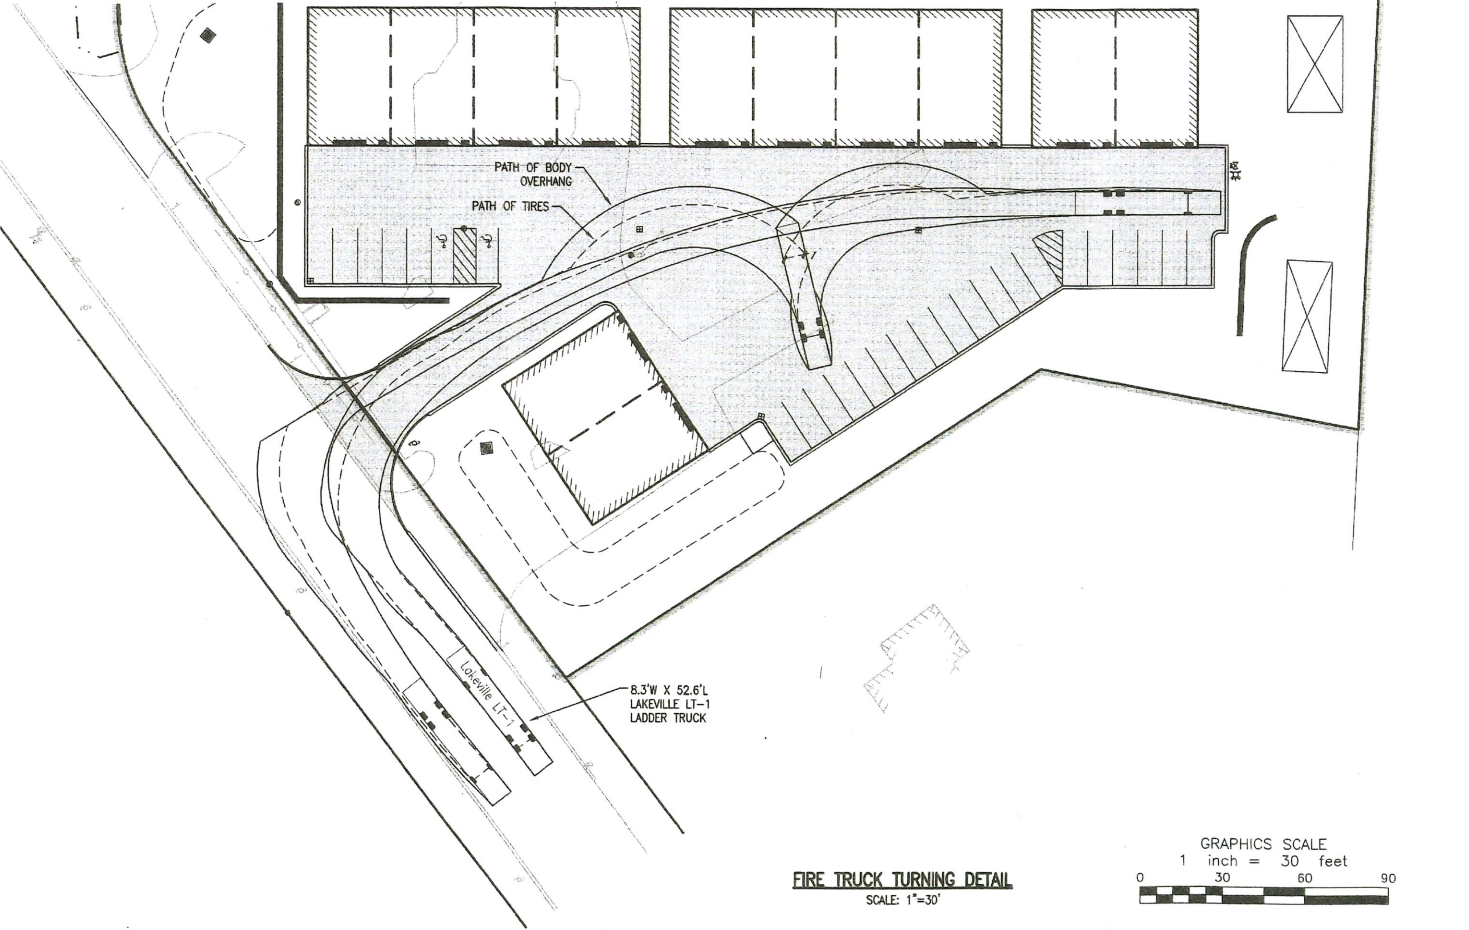 PATH OF BODY
OVERHANG
PATH OF TIRES
Lakeville LT-1
8.3'W X 52.6'L
LAKEVILLE LT-1
LADDER TRUCK
FIRE TRUCK TURNING DETAIL
SCALE: 1"=30'
GRAPHICS SCALE
1 inch = 30 feet
0 30 60 90